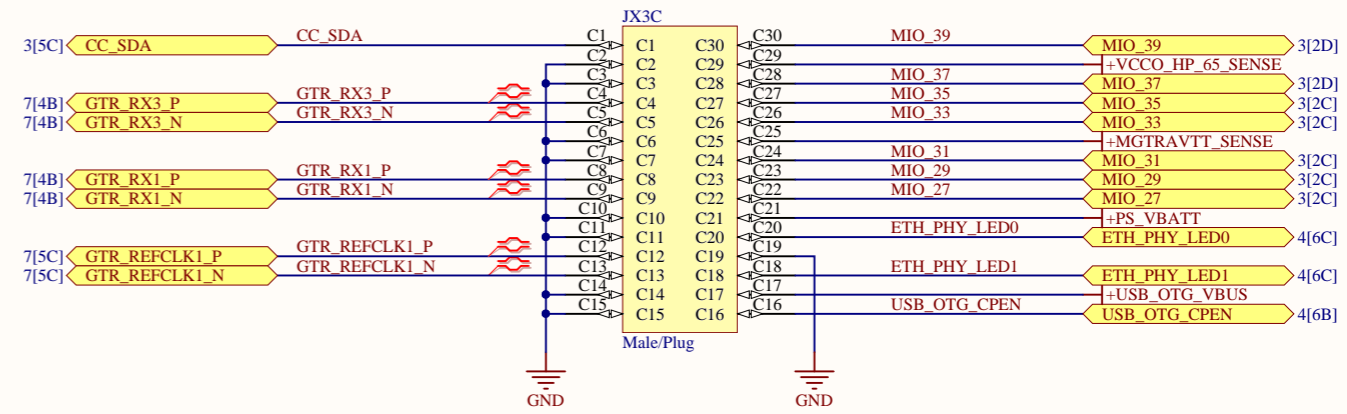 JX3C
3[5C] CC_SDA CC_SDA C1 C1 C30 C30 MIO_39 MIO_39 3[2D]
C2 C2 C29 C29 +VCCO_HP_65_SENSE
C3 C3 C28 C28 MIO_37 MIO_37 3[2D]
7[4B] GTR_RX3_P GTR_RX3_P C4 C4 C27 C27 MIO_35 MIO_35 3[2C]
7[4B] GTR_RX3_N GTR_RX3_N C5 C5 C26 C26 MIO_33 MIO_33 3[2C]
C6 C6 C25 C25 +MGTRAVTT_SENSE
C7 C7 C24 C24 MIO_31 MIO_31 3[2C]
7[4B] GTR_RX1_P GTR_RX1_P C8 C8 C23 C23 MIO_29 MIO_29 3[2C]
7[4B] GTR_RX1_N GTR_RX1_N C9 C9 C22 C22 MIO_27 MIO_27 3[2C]
C10 C10 C21 C21 +PS_VBATT
C11 C11 C20 C20 ETH_PHY_LED0 ETH_PHY_LED0 4[6C]
7[5C] GTR_REFCLK1_P GTR_REFCLK1_P C12 C12 C19 C19
7[5C] GTR_REFCLK1_N GTR_REFCLK1_N C13 C13 C18 C18 ETH_PHY_LED1 ETH_PHY_LED1 4[6C]
C14 C14 C17 C17 +USB_OTG_VBUS
C15 C15 C16 C16 USB_OTG_CPEN USB_OTG_CPEN 4[6B]
Male/Plug
GND GND